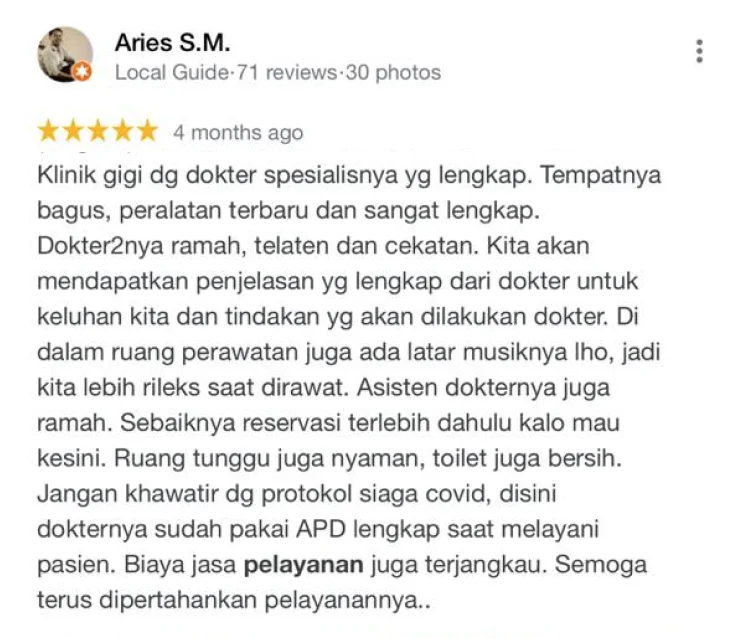 Aries S.M.
Local Guide·71 reviews·30 photos
4 months ago
Klinik gigi dg dokter spesialisnya yg lengkap. Tempatnya
bagus, peralatan terbaru dan sangat lengkap.
Dokter2nya ramah, telaten dan cekatan. Kita akan
mendapatkan penjelasan yg lengkap dari dokter untuk
keluhan kita dan tindakan yg akan dilakukan dokter. Di
dalam ruang perawatan juga ada latar musiknya lho, jadi
kita lebih rileks saat dirawat. Asisten dokternya juga
ramah. Sebaiknya reservasi terlebih dahulu kalo mau
kesini. Ruang tunggu juga nyaman, toilet juga bersih.
Jangan khawatir dg protokol siaga covid, disini
dokternya sudah pakai APD lengkap saat melayani
pasien. Biaya jasa pelayanan juga terjangkau. Semoga
terus dipertahankan pelayanannya..